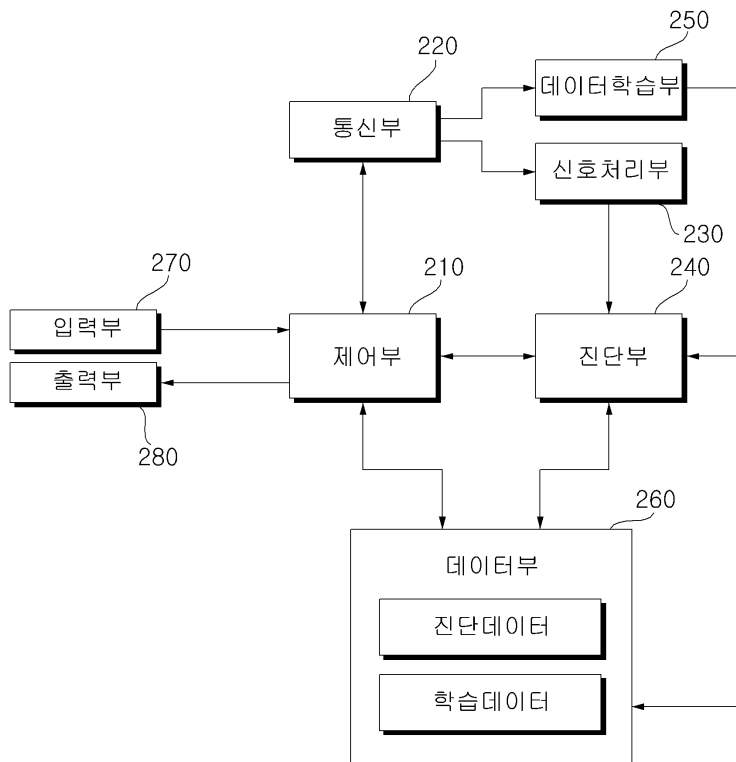 250
220
데이터학습부
통신부
신호처리부
230
270
210
240
입력부
제어부
진단부
출력부
280
260
데이터부
진단데이터
학습데이터